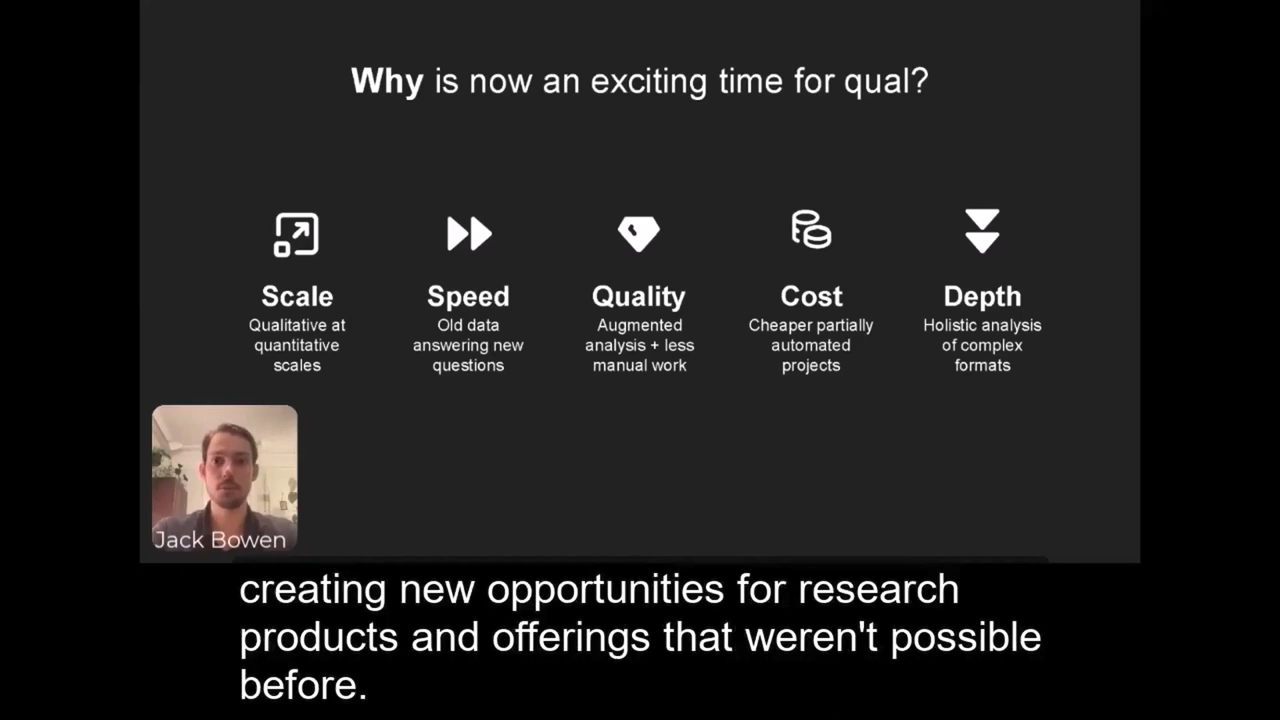 Why is now an exciting time for qual?
Scale
Qualitative at
quantitative
scales
Speed
Old data
answering new
questions
Quality
Augmented
analysis + less
manual work
Cost
Cheaper partially
automated
projects
Depth
Holistic analysis
of complex
formats
Jack Bowen
creating new opportunities for research
products and offerings that weren't possible
before.